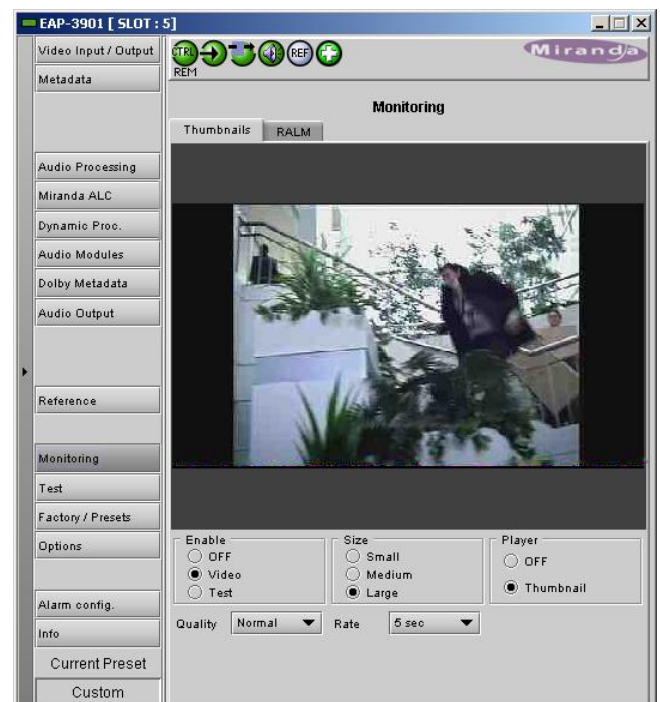 EAP-3901 [ SLOT : 5]
Video Input / Output
Metadata
Audio Processing
Miranda ALC
Dynamic Proc.
Audio Modules
Dolby Metadata
Audio Output
Reference
Monitoring
Test
Factory / Presets
Options
Alarm config.
Info
Current Preset
Custom
CTRL
REF
REM
Miranda
Monitoring
Thumbnails
RALM
Enable
OFF
Video
Test
Size
Small
Medium
Large
Player
OFF
Thumbnail
Quality
Normal
Rate
5 sec